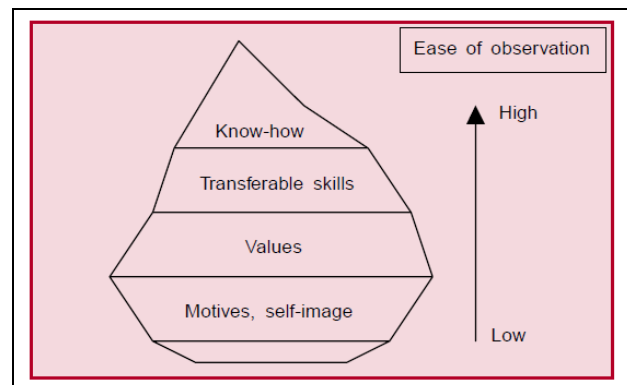 Ease of observation
High
Know-how
Transferable skills
Values
Motives, self-image
Low